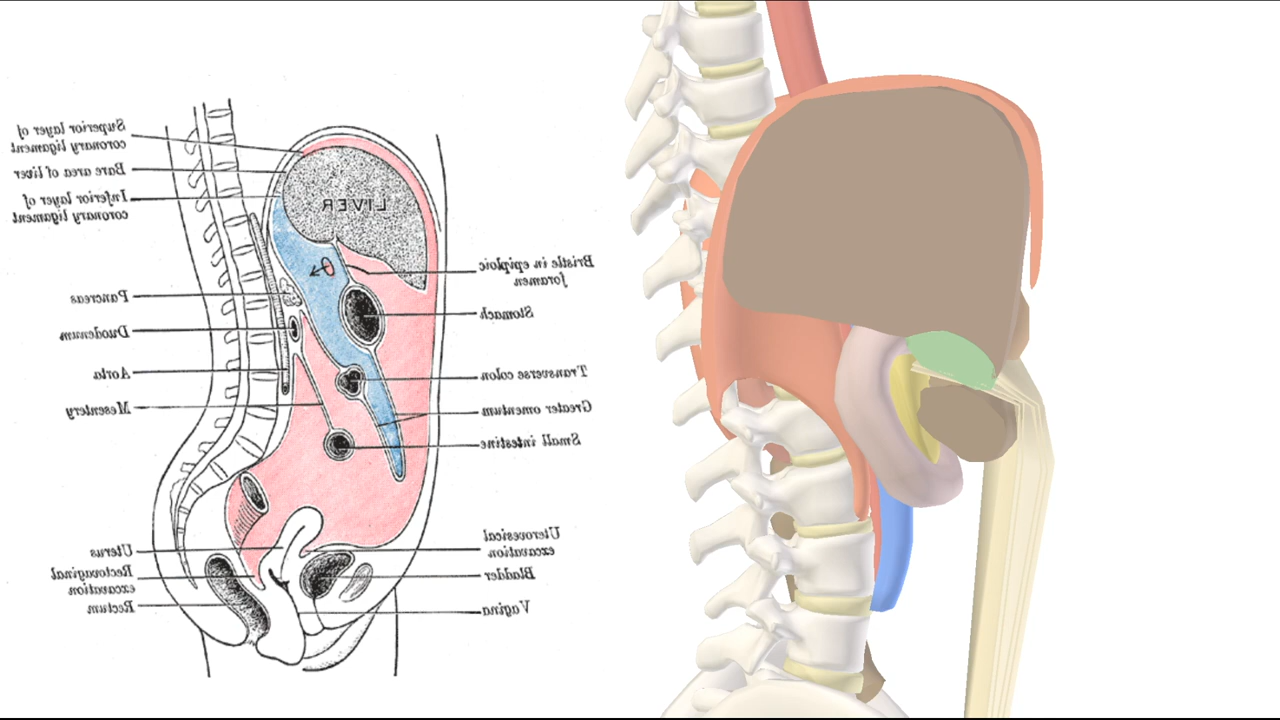 Superior layer of
coronary ligament
Bare area of liver
Inferior layer of
coronary ligament
LIVER
Bristle in epiploic
foramen
Pancreas
Stomach
Duodenum
Aorta
Transverse colon
Mesentery
Greater omentum
Small intestine
Uterus
Uterovesical
excavation
Rectovaginal
excavation
Bladder
Rectum
Vagina